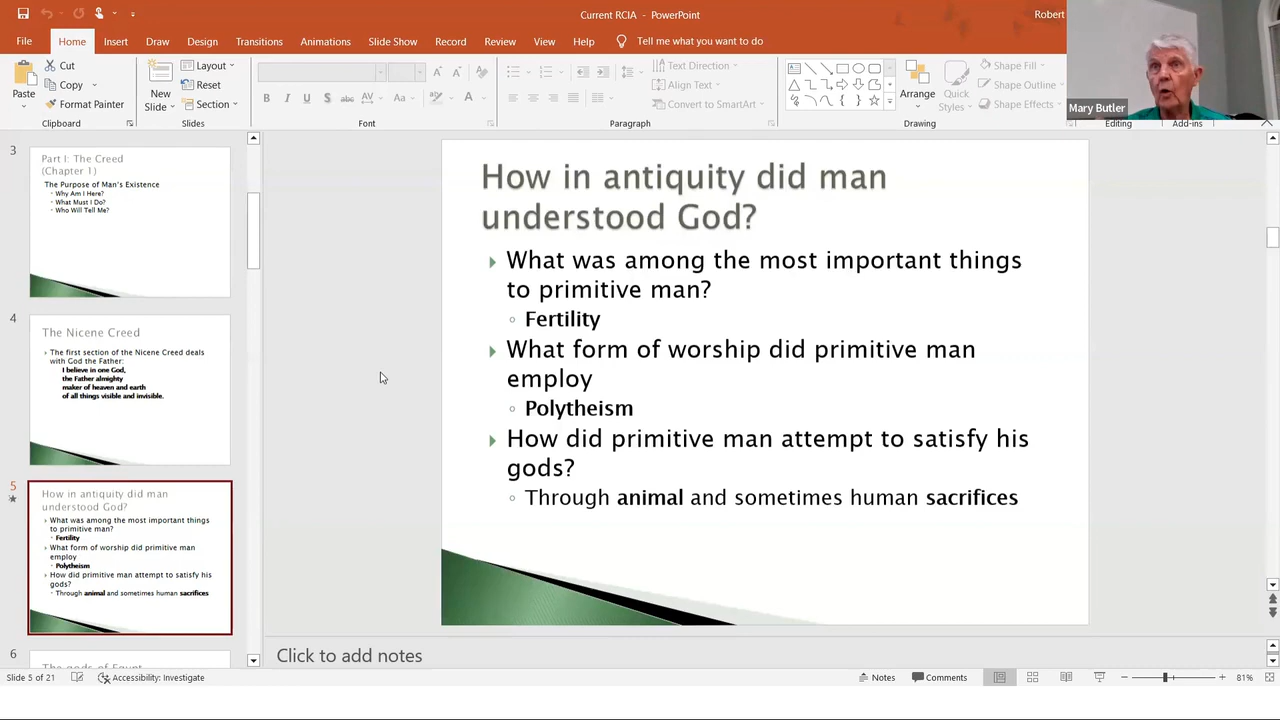 Current RCIA - PowerPoint
Robert
File Home Insert Draw Design Transitions Animations Slide Show Record Review View Help Tell me what you want to do
Mary Butler
Paste
Cut
Copy
Format Painter
Clipboard
New
Slide
Layout
Reset
Section
Slides
B I U S ab AV Aa A
A A
Font
Text Direction
Align Text
Convert to SmartArt
Paragraph
Arrange
Quick
Styles
Shape Fill
Shape Outline
Shape Effects
Drawing
Editing
Add-ins
3
Part I: The Creed
(Chapter 1)
The Purpose of Man's Existence
Why Am I Here?
What Must I Do?
Who Will Tell Me?
4
The Nicene Creed
The first section of the Nicene Creed deals
with God the Father:
I believe in one God,
the Father almighty
maker of heaven and earth
of all things visible and invisible.
5
How in antiquity did man
understood God?
What was among the most important things
to primitive man?
Fertility
What form of worship did primitive man
employ
Polytheism
How did primitive man attempt to satisfy his
gods?
Through animal and sometimes human sacrifices
6
The gods of Egypt
How in antiquity did man
understood God?
What was among the most important things
to primitive man?
Fertility
What form of worship did primitive man
employ
Polytheism
How did primitive man attempt to satisfy his
gods?
Through animal and sometimes human sacrifices
Click to add notes
Slide 5 of 21
Accessibility: Investigate
Notes
Comments
81%